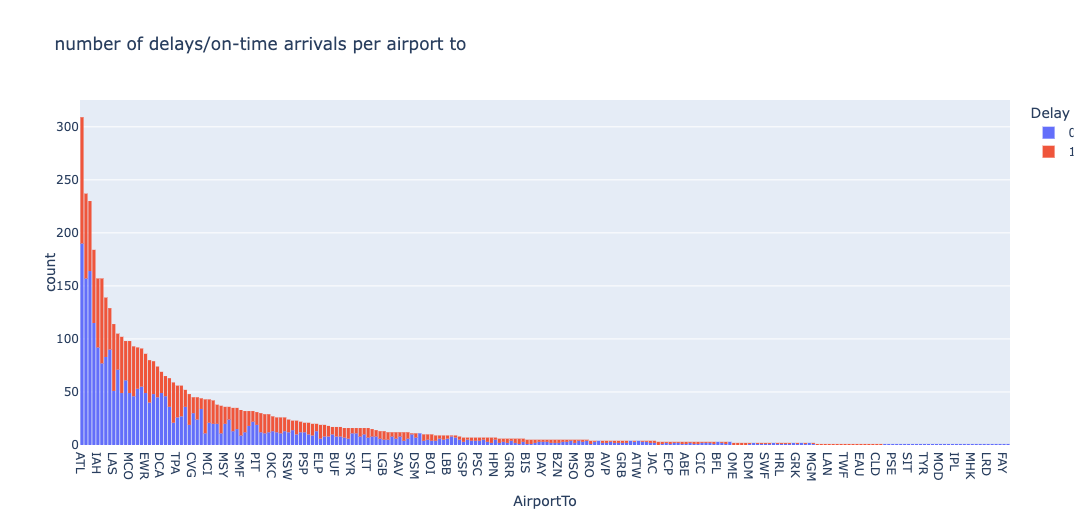 number of delays/on-time arrivals per airport to
Delay
0
1
300
250
200
150
100
50
0
count
ATL IAH LAS MCO EWR DCA TPA CVG MCI MSY SMF PIT OKC RSW PSP ELP BUF SYR LIT LGB SAV DSM BOI LBB GSP PSC HPN GRR BIS DAY BZN MSO BRO AVP GRB ATW JAC ECP ABE CIC BFL OME RDM SWF HRL GRK MGM LAN TWF EAU CLD PSE SIT TYR MOD IPL MHK LRD FAY
AirportTo